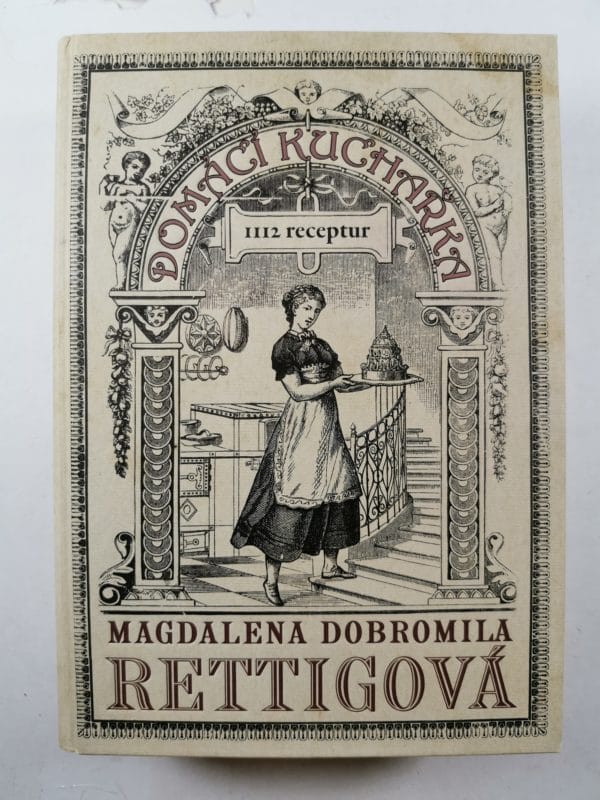 DOMÁCÍ KUCHAŘKA
1112 receptur
MAGDALENA DOBROMILA
RETTIGOVÁ